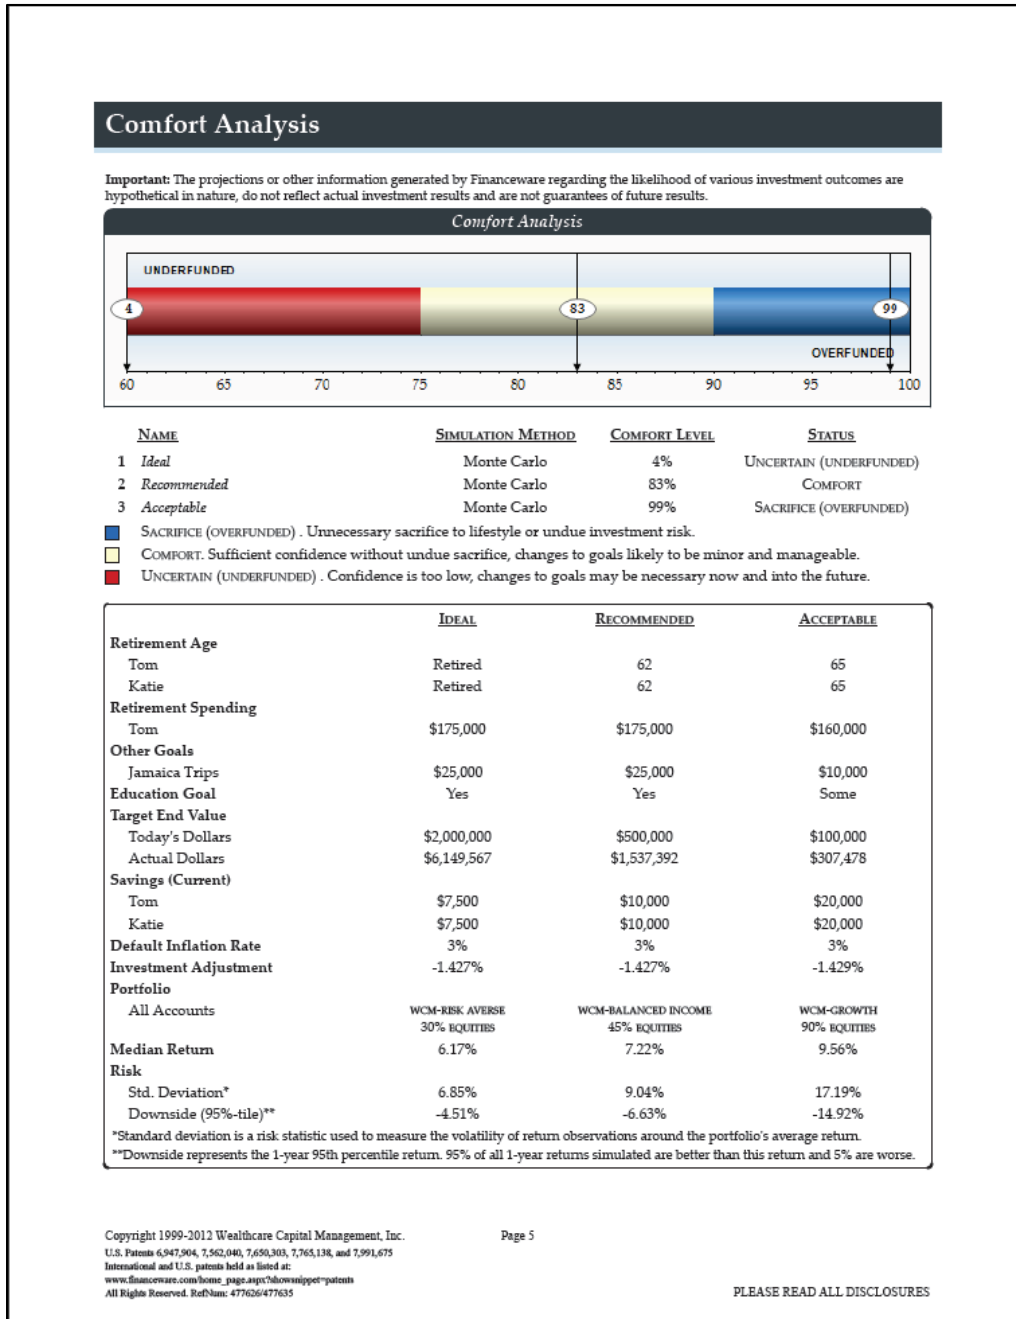 Comfort Analysis
Important: The projections or other information generated by Financeware regarding the likelihood of various investment outcomes are
hypothetical in nature, do not reflect actual investment results and are not guarantees of future results.
Comfort Analysis
UNDERFUNDED
4 83 99
OVERFUNDED
60 65 70 75 80 85 90 95 100
NAME SIMULATION METHOD COMFORT LEVEL STATUS
1 Ideal Monte Carlo 4% UNCERTAIN (UNDERFUNDED)
2 Recommended Monte Carlo 83% COMFORT
3 Acceptable Monte Carlo 99% SACRIFICE (OVERFUNDED)
SACRIFICE (OVERFUNDED) . Unnecessary sacrifice to lifestyle or undue investment risk.
COMFORT. Sufficient confidence without undue sacrifice, changes to goals likely to be minor and manageable.
UNCERTAIN (UNDERFUNDED) . Confidence is too low, changes to goals may be necessary now and into the future.
IDEAL RECOMMENDED ACCEPTABLE
Retirement Age
Tom Retired 62 65
Katie Retired 62 65
Retirement Spending
Tom $175,000 $175,000 $160,000
Other Goals
Jamaica Trips $25,000 $25,000 $10,000
Education Goal Yes Yes Some
Target End Value
Today's Dollars $2,000,000 $500,000 $100,000
Actual Dollars $6,149,567 $1,537,392 $307,478
Savings (Current)
Tom $7,500 $10,000 $20,000
Katie $7,500 $10,000 $20,000
Default Inflation Rate 3% 3% 3%
Investment Adjustment -1.427% -1.427% -1.429%
Portfolio
All Accounts WCM-RISK AVERSE WCM-BALANCED INCOME WCM-GROWTH
30% EQUITIES 45% EQUITIES 90% EQUITIES
Median Return 6.17% 7.22% 9.56%
Risk
Std. Deviation* 6.85% 9.04% 17.19%
Downside (95%-tile)** -4.51% -6.63% -14.92%
*Standard deviation is a risk statistic used to measure the volatility of return observations around the portfolio's average return.
**Downside represents the 1-year 95th percentile return. 95% of all 1-year returns simulated are better than this return and 5% are worse.
Copyright 1999-2012 Wealthcare Capital Management, Inc. Page 5
U.S. Patents 6,947,904, 7,562,040, 7,650,303, 7,765,138, and 7,991,675
International and U.S. patents held as listed at:
www.financeware.com/home_page.aspx?showsnippet=patents
All Rights Reserved. RefNum: 477626/477635 PLEASE READ ALL DISCLOSURES